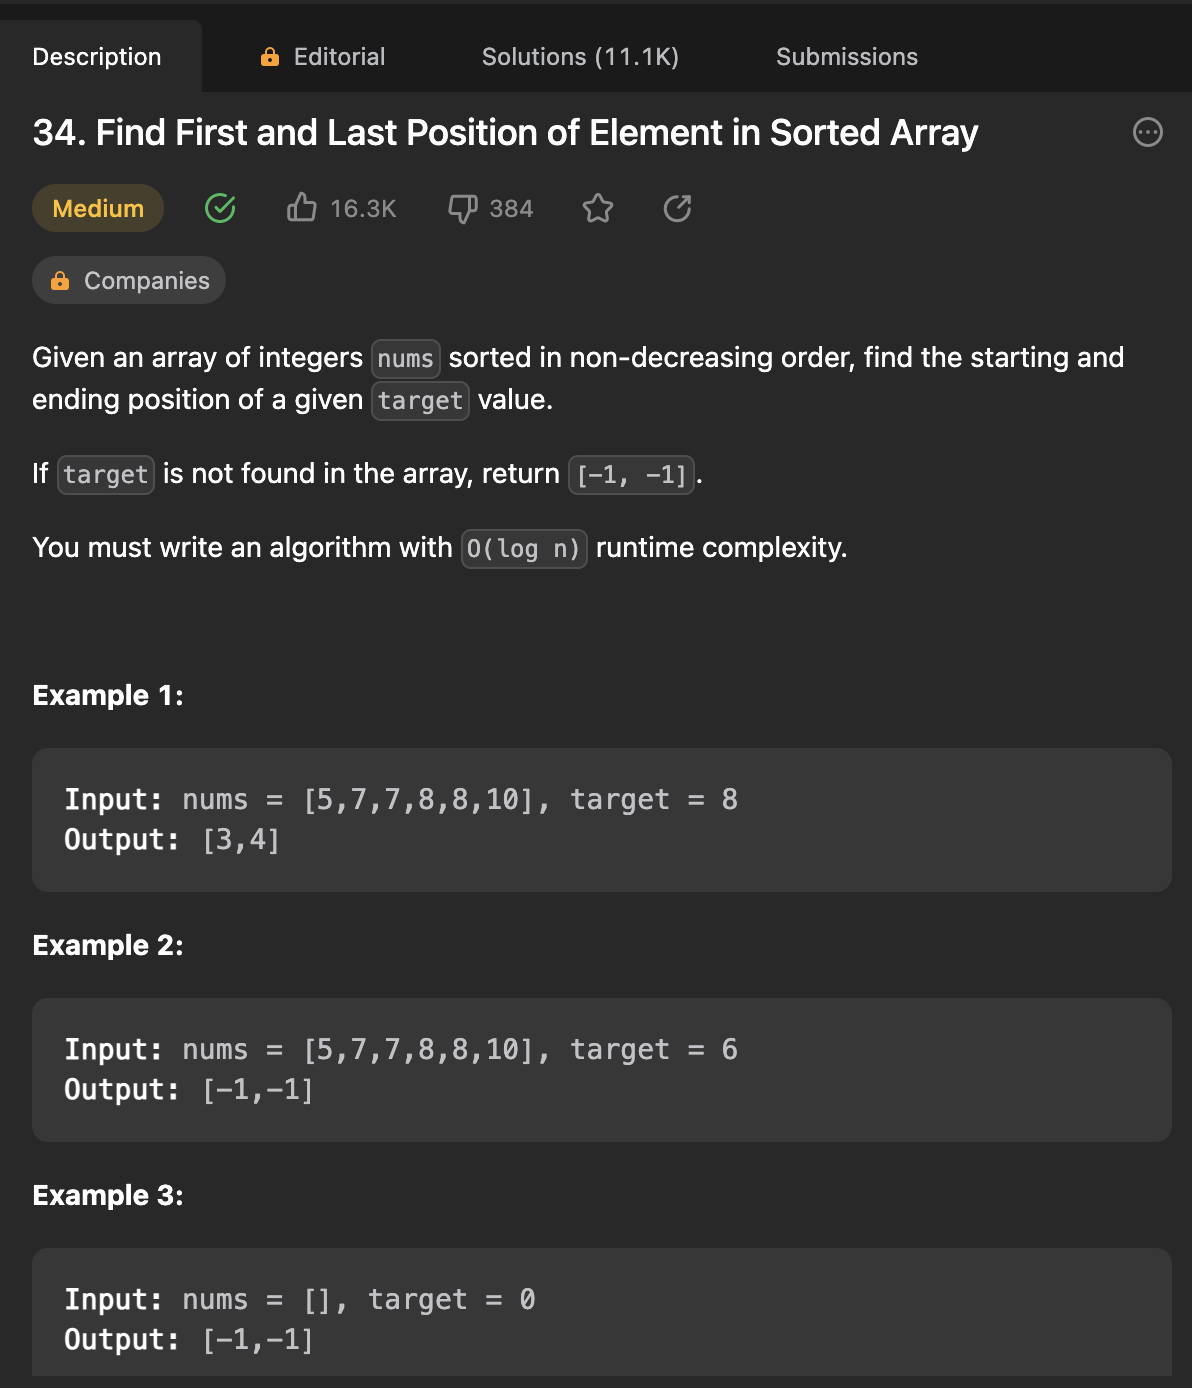 Description
Editorial
Solutions (11.1K)
Submissions
34. Find First and Last Position of Element in Sorted Array
Medium
16.3K
384
Companies
Given an array of integers nums sorted in non-decreasing order, find the starting and
ending position of a given target value.
If target is not found in the array, return [-1, -1].
You must write an algorithm with O(log n) runtime complexity.
Example 1:
Input: nums = [5,7,7,8,8,10], target = 8
Output: [3,4]
Example 2:
Input: nums = [5,7,7,8,8,10], target = 6
Output: [-1,-1]
Example 3:
Input: nums = [], target = 0
Output: [-1,-1]